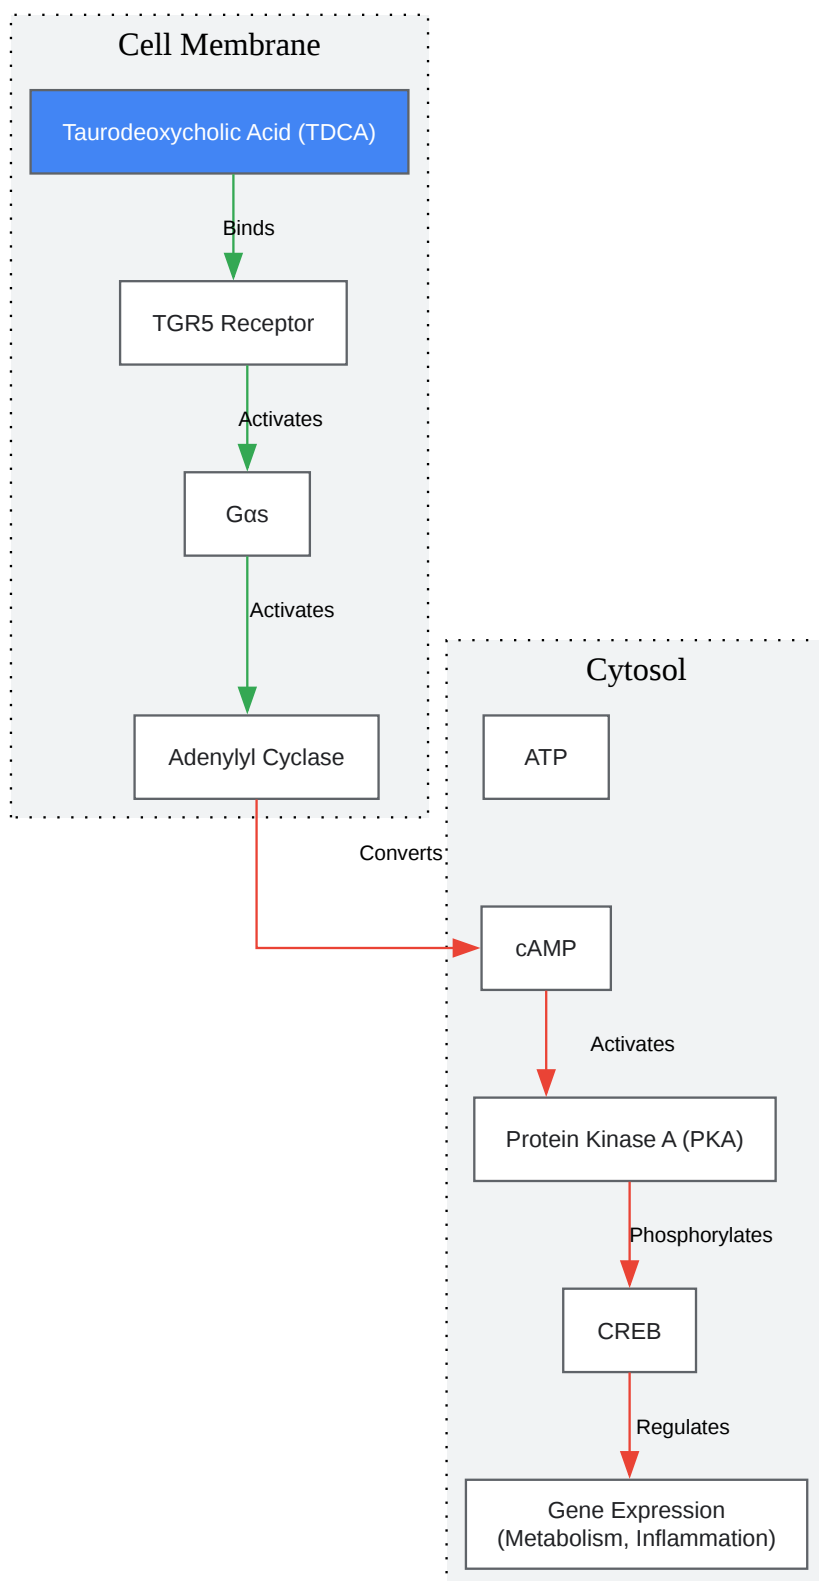 Cell Membrane
Taurodeoxycholic Acid (TDCA)
Binds
TGR5 Receptor
Activates
Gαs
Activates
Adenylyl Cyclase
Cytosol
ATP
Converts
cAMP
Activates
Protein Kinase A (PKA)
Phosphorylates
CREB
Regulates
Gene Expression
(Metabolism, Inflammation)